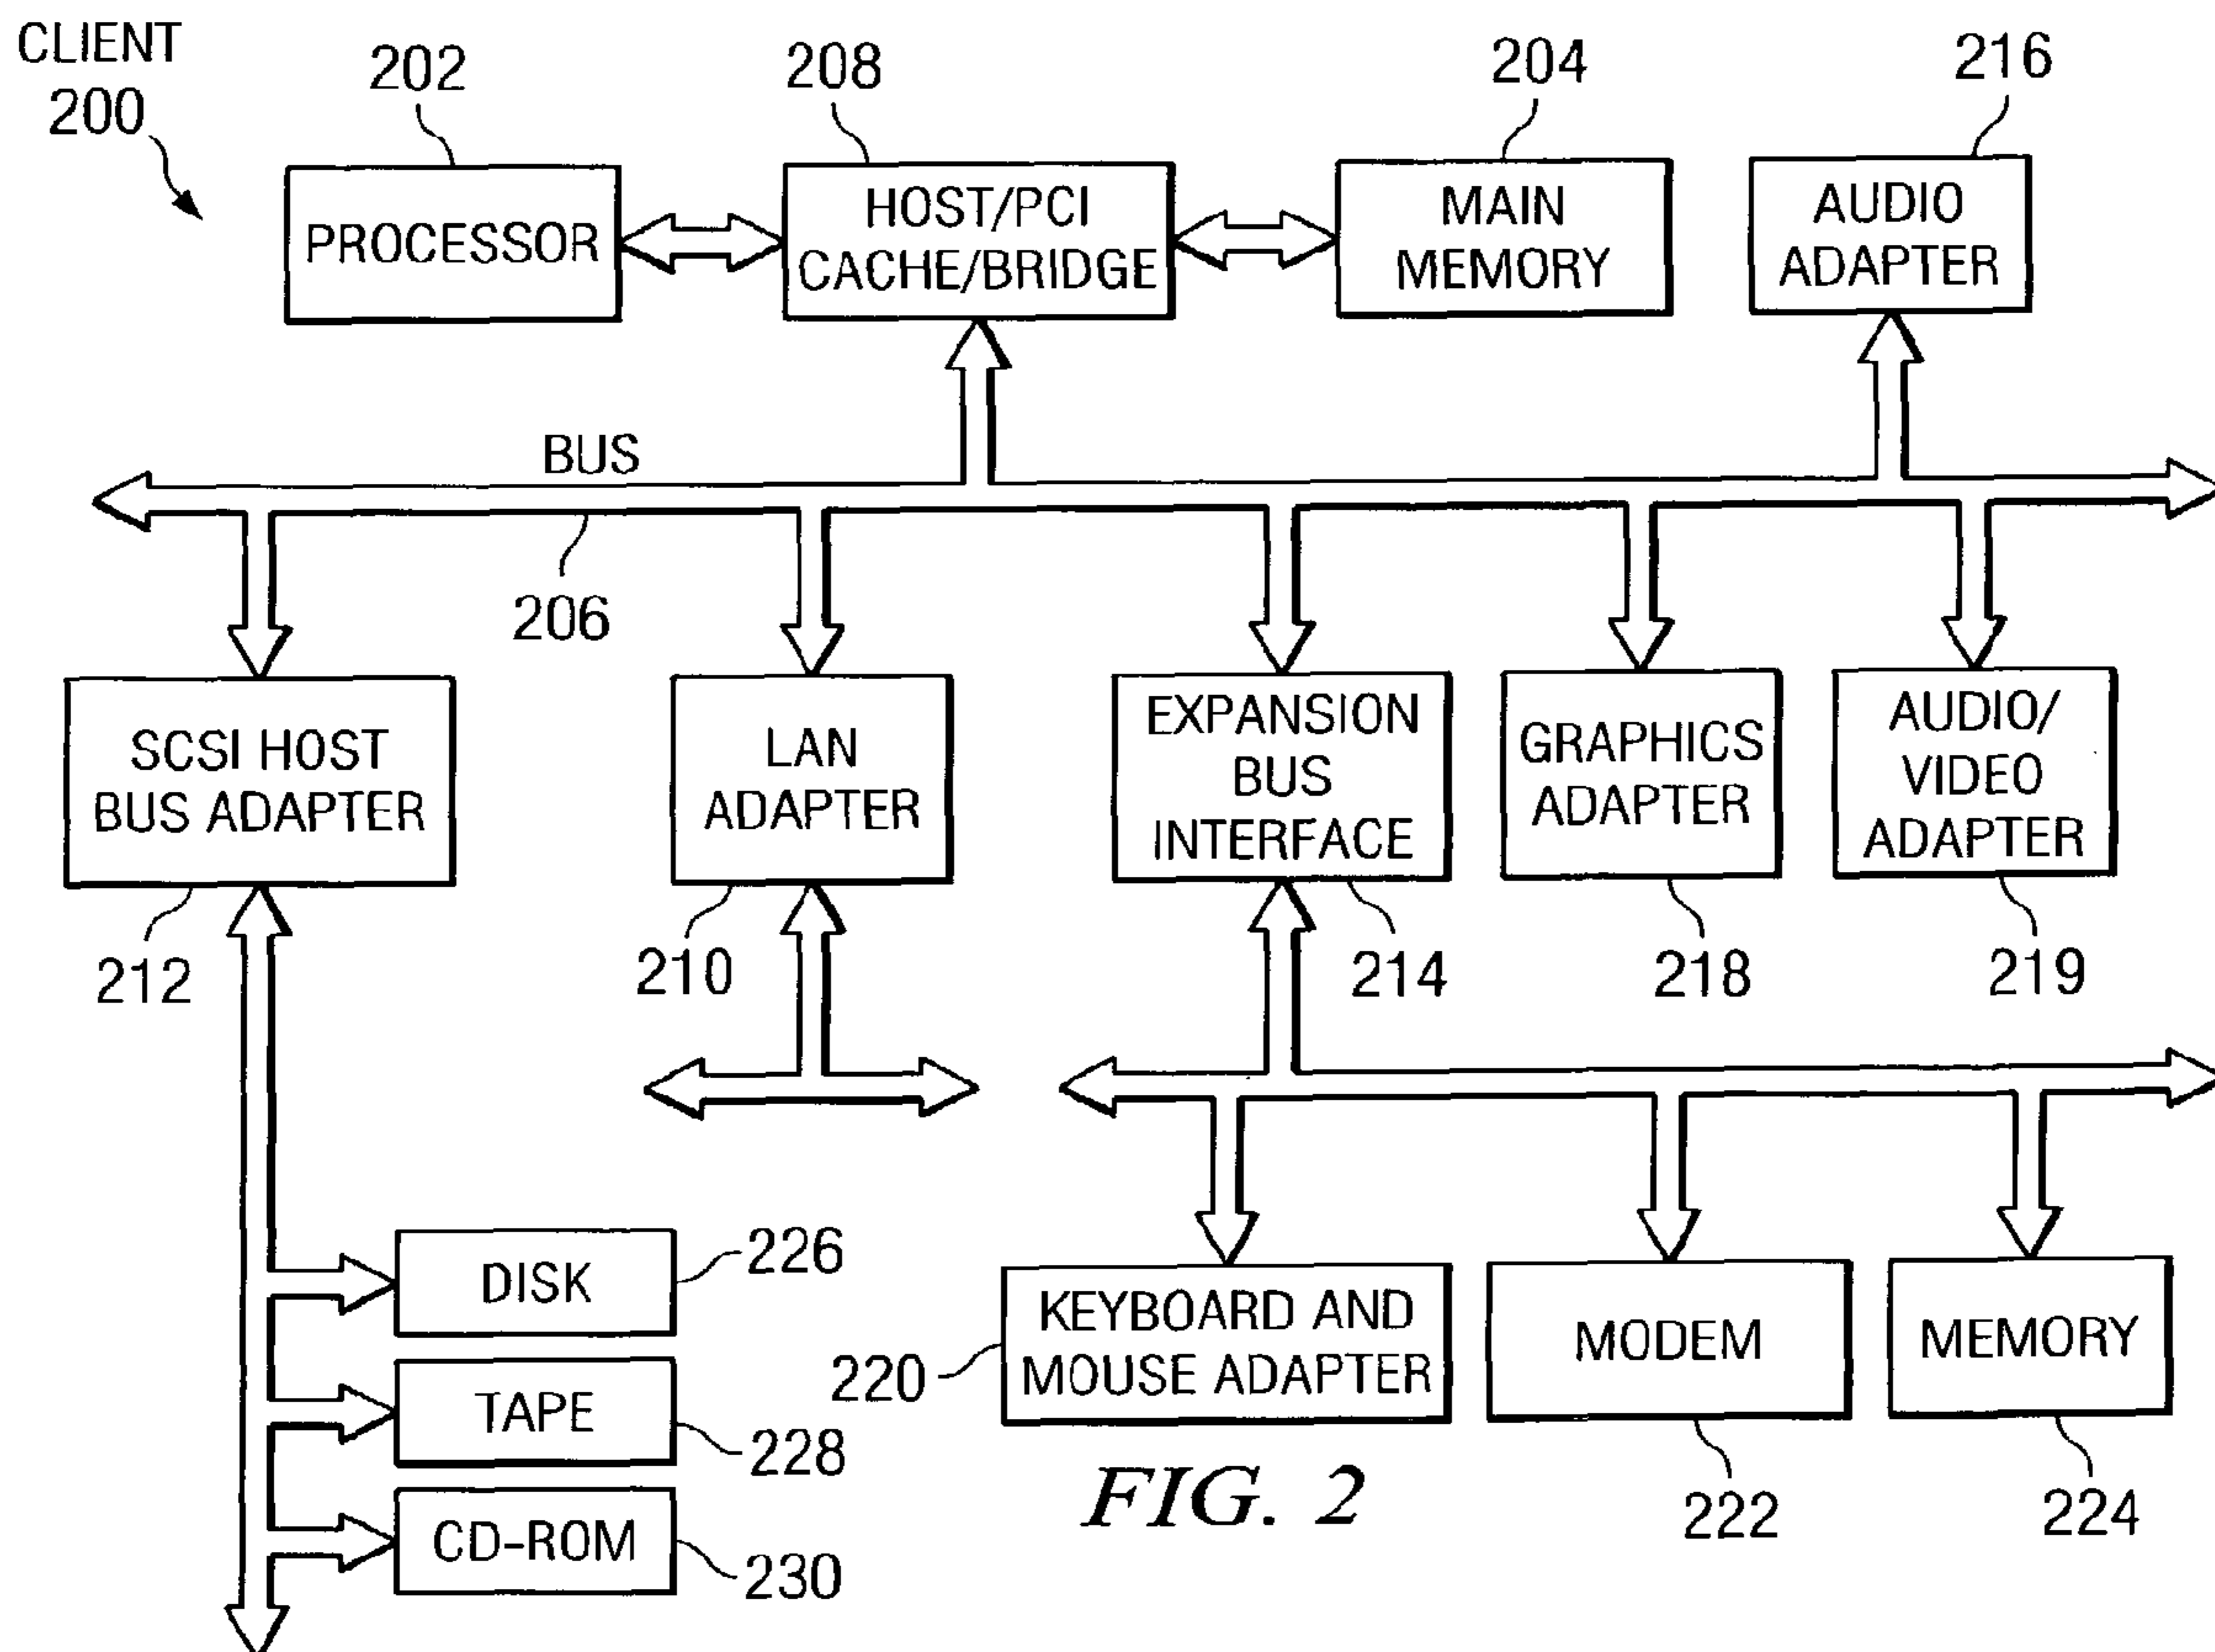 CLIENT
200
202
208
204
216
PROCESSOR
HOST/PCI
CACHE/BRIDGE
MAIN
MEMORY
AUDIO
ADAPTER
BUS
206
SCSI HOST
BUS ADAPTER
LAN
ADAPTER
EXPANSION
BUS
INTERFACE
GRAPHICS
ADAPTER
AUDIO/
VIDEO
ADAPTER
212
210
214
218
219
DISK
226
TAPE
228
CD-ROM
230
KEYBOARD AND
MOUSE ADAPTER
220
MODEM
MEMORY
222
224
FIG. 2